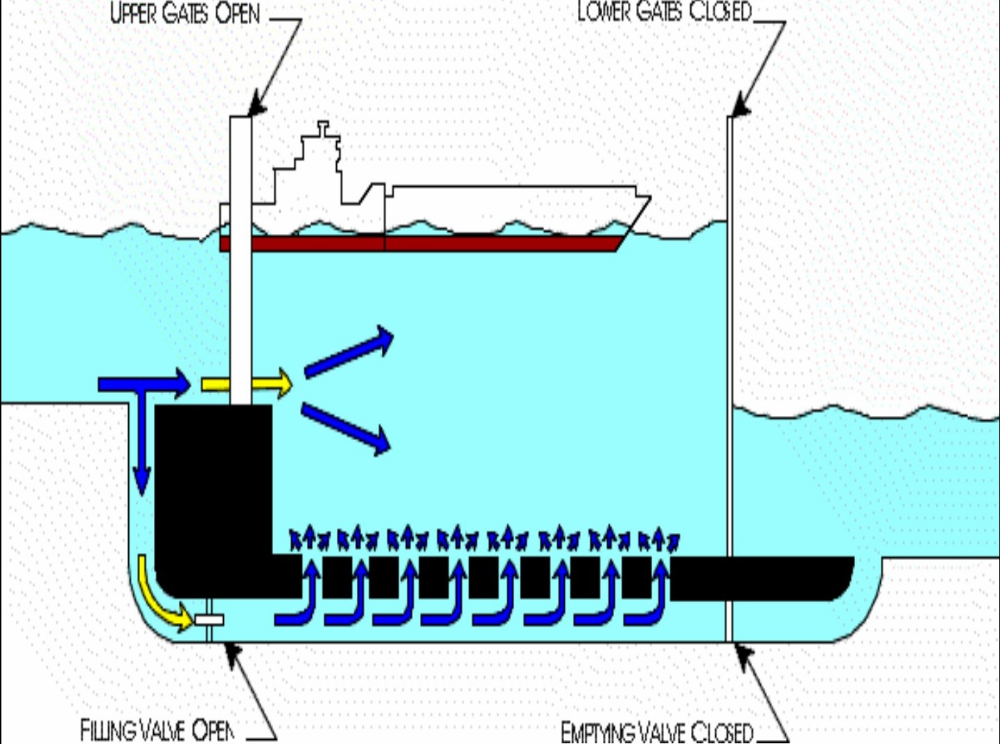 UPPER GATES OPEN
LOWER GATES CLOSED
FILLING VALVE OPEN
EMPTYING VALVE CLOSED